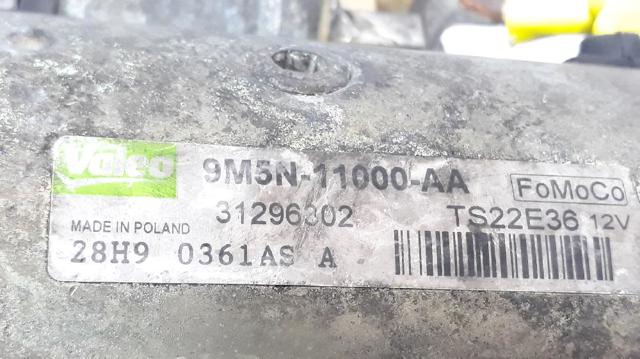 Valeo 9M5N-11000-AA FoMoCo
31296302 TS22E36 12V
MADE IN POLAND
28H9 0361AS A